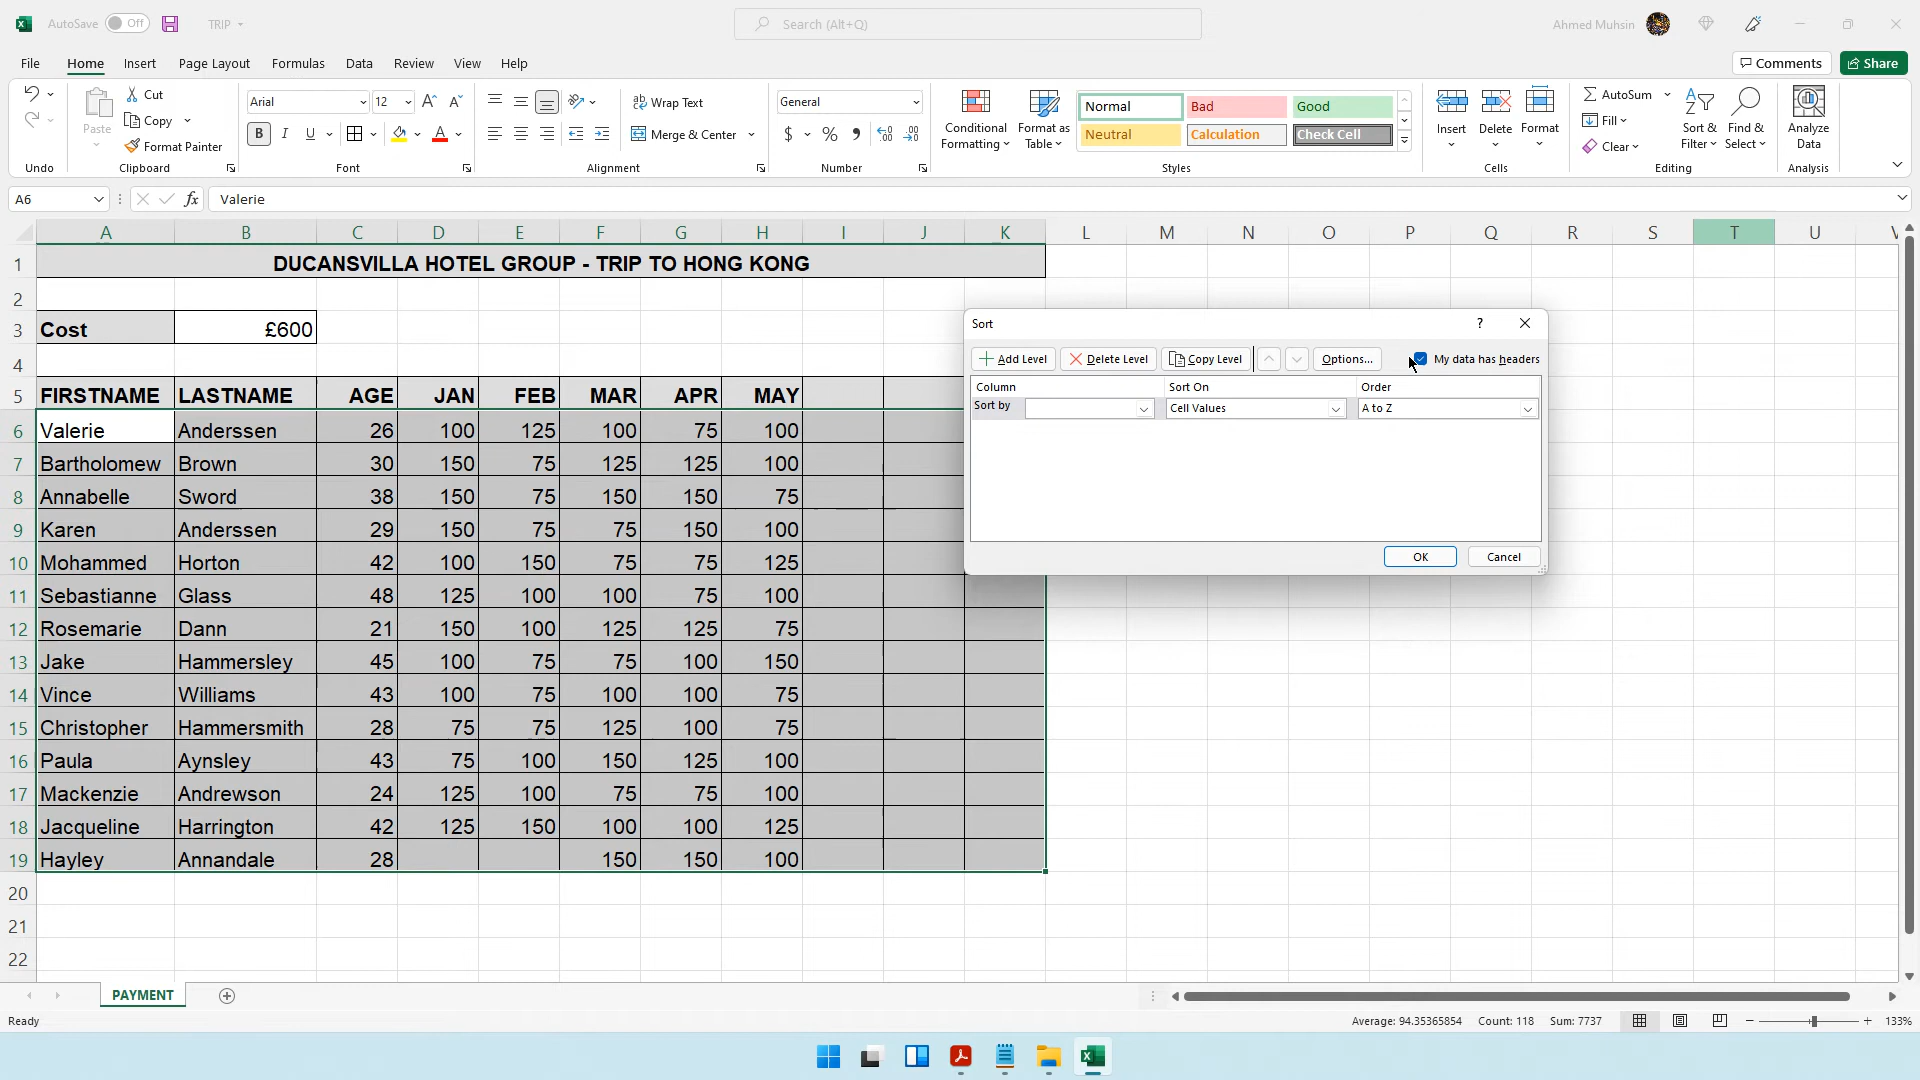 AutoSave Off TRIP Search (Alt+Q) Ahmed Muhsin
File Home Insert Page Layout Formulas Data Review View Help Comments Share
Undo
Paste Cut Copy Format Painter
Clipboard
Arial 12
B I U A
Font
Wrap Text
Merge & Center
Alignment
General
$ % 9
Number
Conditional Formatting
Format as Table
Normal Bad Good
Neutral Calculation Check Cell
Styles
Insert Delete Format
Cells
AutoSum
Fill
Clear
Sort & Filter
Find & Select
Editing
Analyze Data
Analysis
A6 fx Valerie
A B C D E F G H I J K L M N O P Q R S T U
1 DUCANSVILLA HOTEL GROUP - TRIP TO HONG KONG
2
3 Cost £600
4
5 FIRSTNAME LASTNAME AGE JAN FEB MAR APR MAY
6 Valerie Anderssen 26 100 125 100 75 100
7 Bartholomew Brown 30 150 75 125 125 100
8 Annabelle Sword 38 150 75 150 150 75
9 Karen Anderssen 29 150 75 75 150 100
10 Mohammed Horton 42 100 150 75 75 125
11 Sebastianne Glass 48 125 100 100 75 100
12 Rosemarie Dann 21 150 100 125 125 75
13 Jake Hammersley 45 100 75 75 100 150
14 Vince Williams 43 100 75 100 100 75
15 Christopher Hammersmith 28 75 75 125 100 75
16 Paula Aynsley 43 75 100 150 125 100
17 Mackenzie Andrewson 24 125 100 75 75 100
18 Jacqueline Harrington 42 125 150 100 100 125
19 Hayley Annandale 28 150 150 100
20
21
22
Sort ?
Add Level Delete Level Copy Level Options... My data has headers
Column Sort On Order
Sort by Cell Values A to Z
OK Cancel
PAYMENT
Ready Average: 94.35365854 Count: 118 Sum: 7737 133%